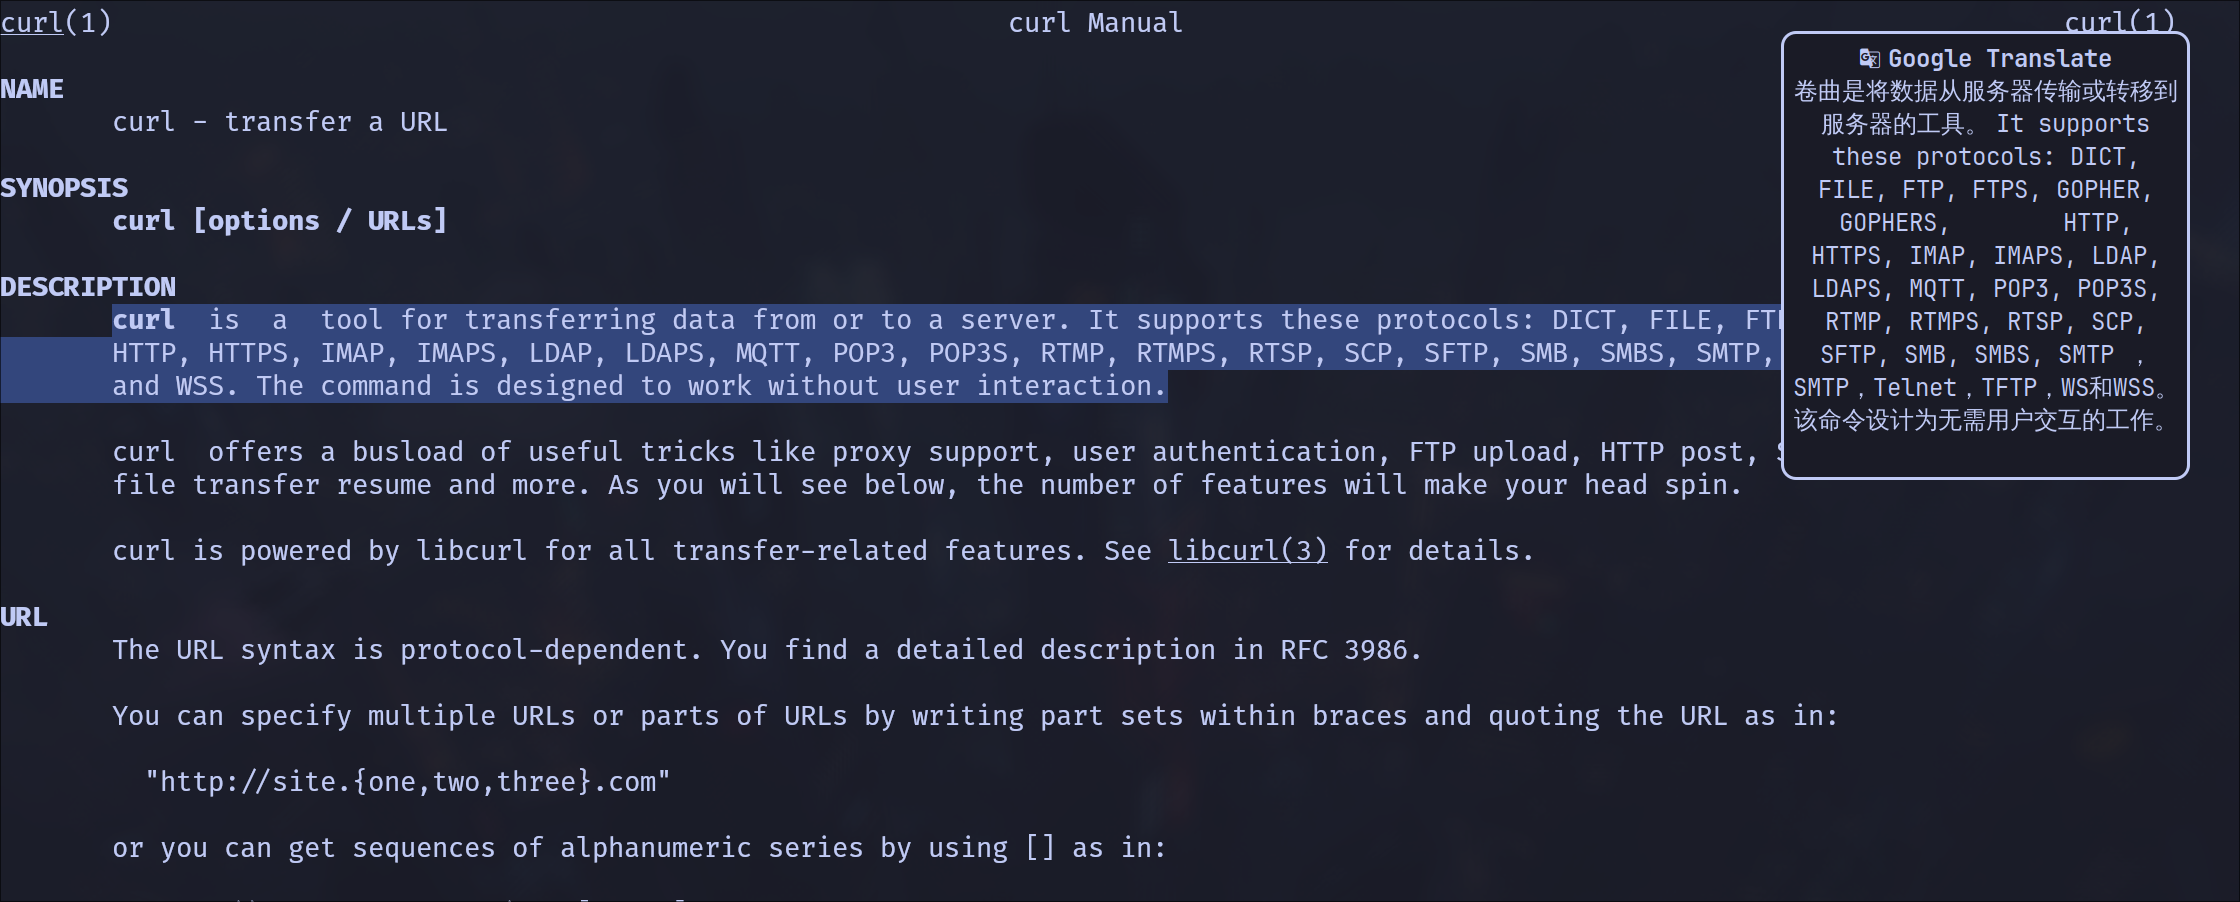 curl(1) curl Manual curl(1)
NAME
curl - transfer a URL
SYNOPSIS
curl [options / URLs]
DESCRIPTION
curl is a tool for transferring data from or to a server. It supports these protocols: DICT, FILE,
HTTP, HTTPS, IMAP, IMAPS, LDAP, LDAPS, MQTT, POP3, POP3S, RTMP, RTMPS, RTSP, SCP, SFTP, SMB, SMBS, SMTP,
and WSS. The command is designed to work without user interaction.
curl offers a busload of useful tricks like proxy support, user authentication, FTP upload, HTTP post,
file transfer resume and more. As you will see below, the number of features will make your head spin.
curl is powered by libcurl for all transfer-related features. See libcurl(3) for details.
URL
The URL syntax is protocol-dependent. You find a detailed description in RFC 3986.
You can specify multiple URLs or parts of URLs by writing part sets within braces and quoting the URL as in:
"http://site.{one,two,three}.com"
or you can get sequences of alphanumeric series by using [] as in:
Google Translate
卷曲是将数据从服务器传输或转移到
服务器的工具。 It supports
these protocols: DICT,
FILE, FTP, FTPS, GOPHER,
GOPHERS, HTTP,
HTTPS, IMAP, IMAPS, LDAP,
LDAPS, MQTT, POP3, POP3S,
RTMP, RTMPS, RTSP, SCP,
SFTP, SMB, SMBS, SMTP ，
SMTP，Telnet，TFTP，WS和WSS。
该命令设计为无需用户交互的工作。